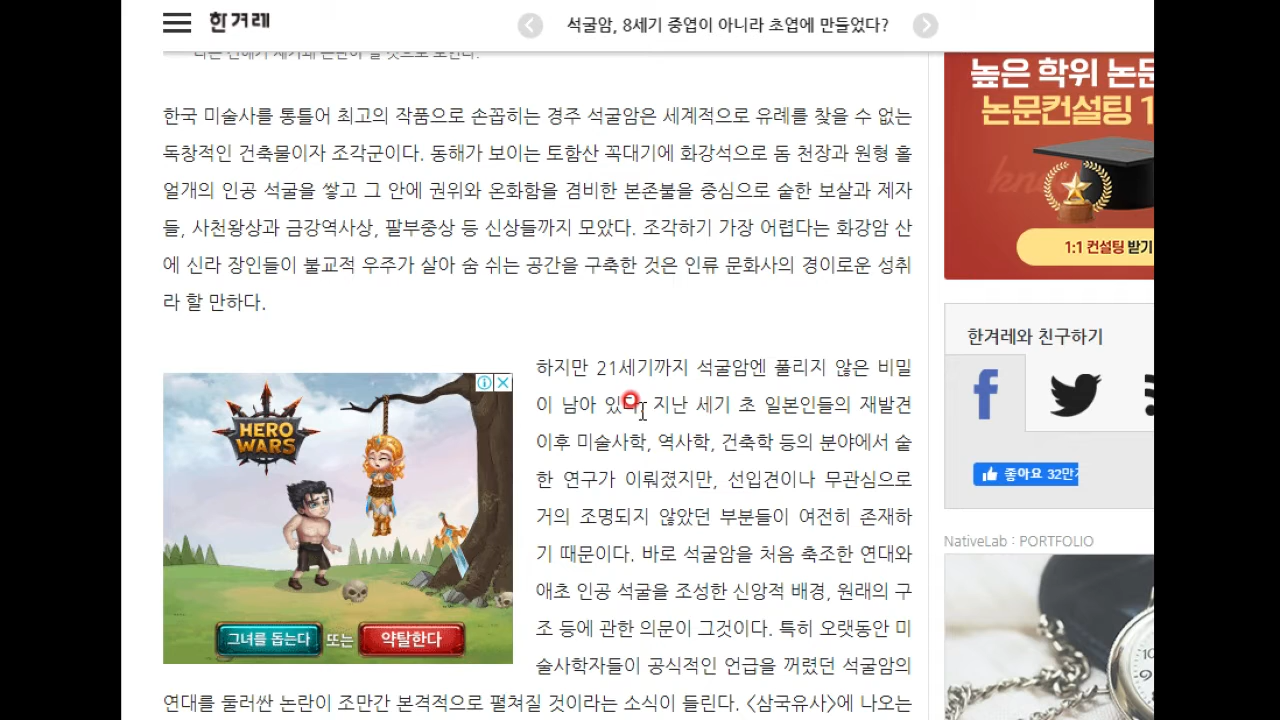 한겨레
석굴암, 8세기 중엽이 아니라 초엽에 만들었다?
한국 미술사를 통틀어 최고의 작품으로 손꼽히는 경주 석굴암은 세계적으로 유례를 찾을 수 없는
독창적인 건축물이자 조각군이다. 동해가 보이는 토함산 꼭대기에 화강석으로 돔 천장과 원형 홀
얼개의 인공 석굴을 쌓고 그 안에 권위와 온화함을 겸비한 본존불을 중심으로 숱한 보살과 제자
들, 사천왕상과 금강역사상, 팔부중상 등 신상들까지 모았다. 조각하기 가장 어렵다는 화강암 산
에 신라 장인들이 불교적 우주가 살아 숨 쉬는 공간을 구축한 것은 인류 문화사의 경이로운 성취
라 할 만하다.
하지만 21세기까지 석굴암엔 풀리지 않은 비밀
이 남아 있다. 지난 세기 초 일본인들의 재발견
이후 미술사학, 역사학, 건축학 등의 분야에서 숱
한 연구가 이뤄졌지만, 선입견이나 무관심으로
거의 조명되지 않았던 부분들이 여전히 존재하
기 때문이다. 바로 석굴암을 처음 축조한 연대와
애초 인공 석굴을 조성한 신앙적 배경, 원래의 구
조 등에 관한 의문이 그것이다. 특히 오랫동안 미
술사학자들이 공식적인 언급을 꺼렸던 석굴암의
연대를 둘러싼 논란이 조만간 본격적으로 펼쳐질 것이라는 소식이 들린다. <삼국유사>에 나오는
HERO
WARS
그녀를 돕는다 또는 약탈한다
높은 학위 논문
논문컨설팅 1
1:1 컨설팅 받기
한겨레와 친구하기
좋아요 32만
NativeLab : PORTFOLIO